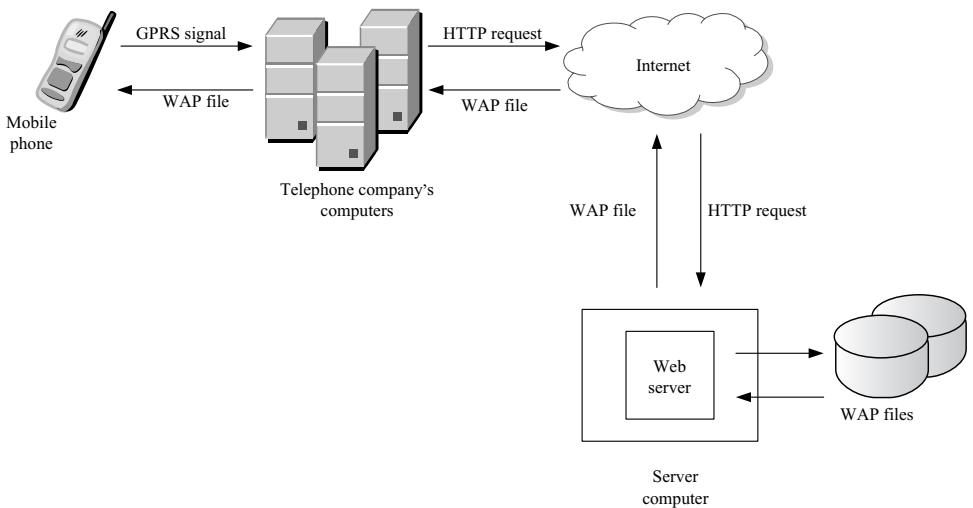 GPRS signal
WAP file
Mobile
phone
Telephone company's
computers
HTTP request
WAP file
Internet
WAP file
HTTP request
Web
server
WAP files
Server
computer